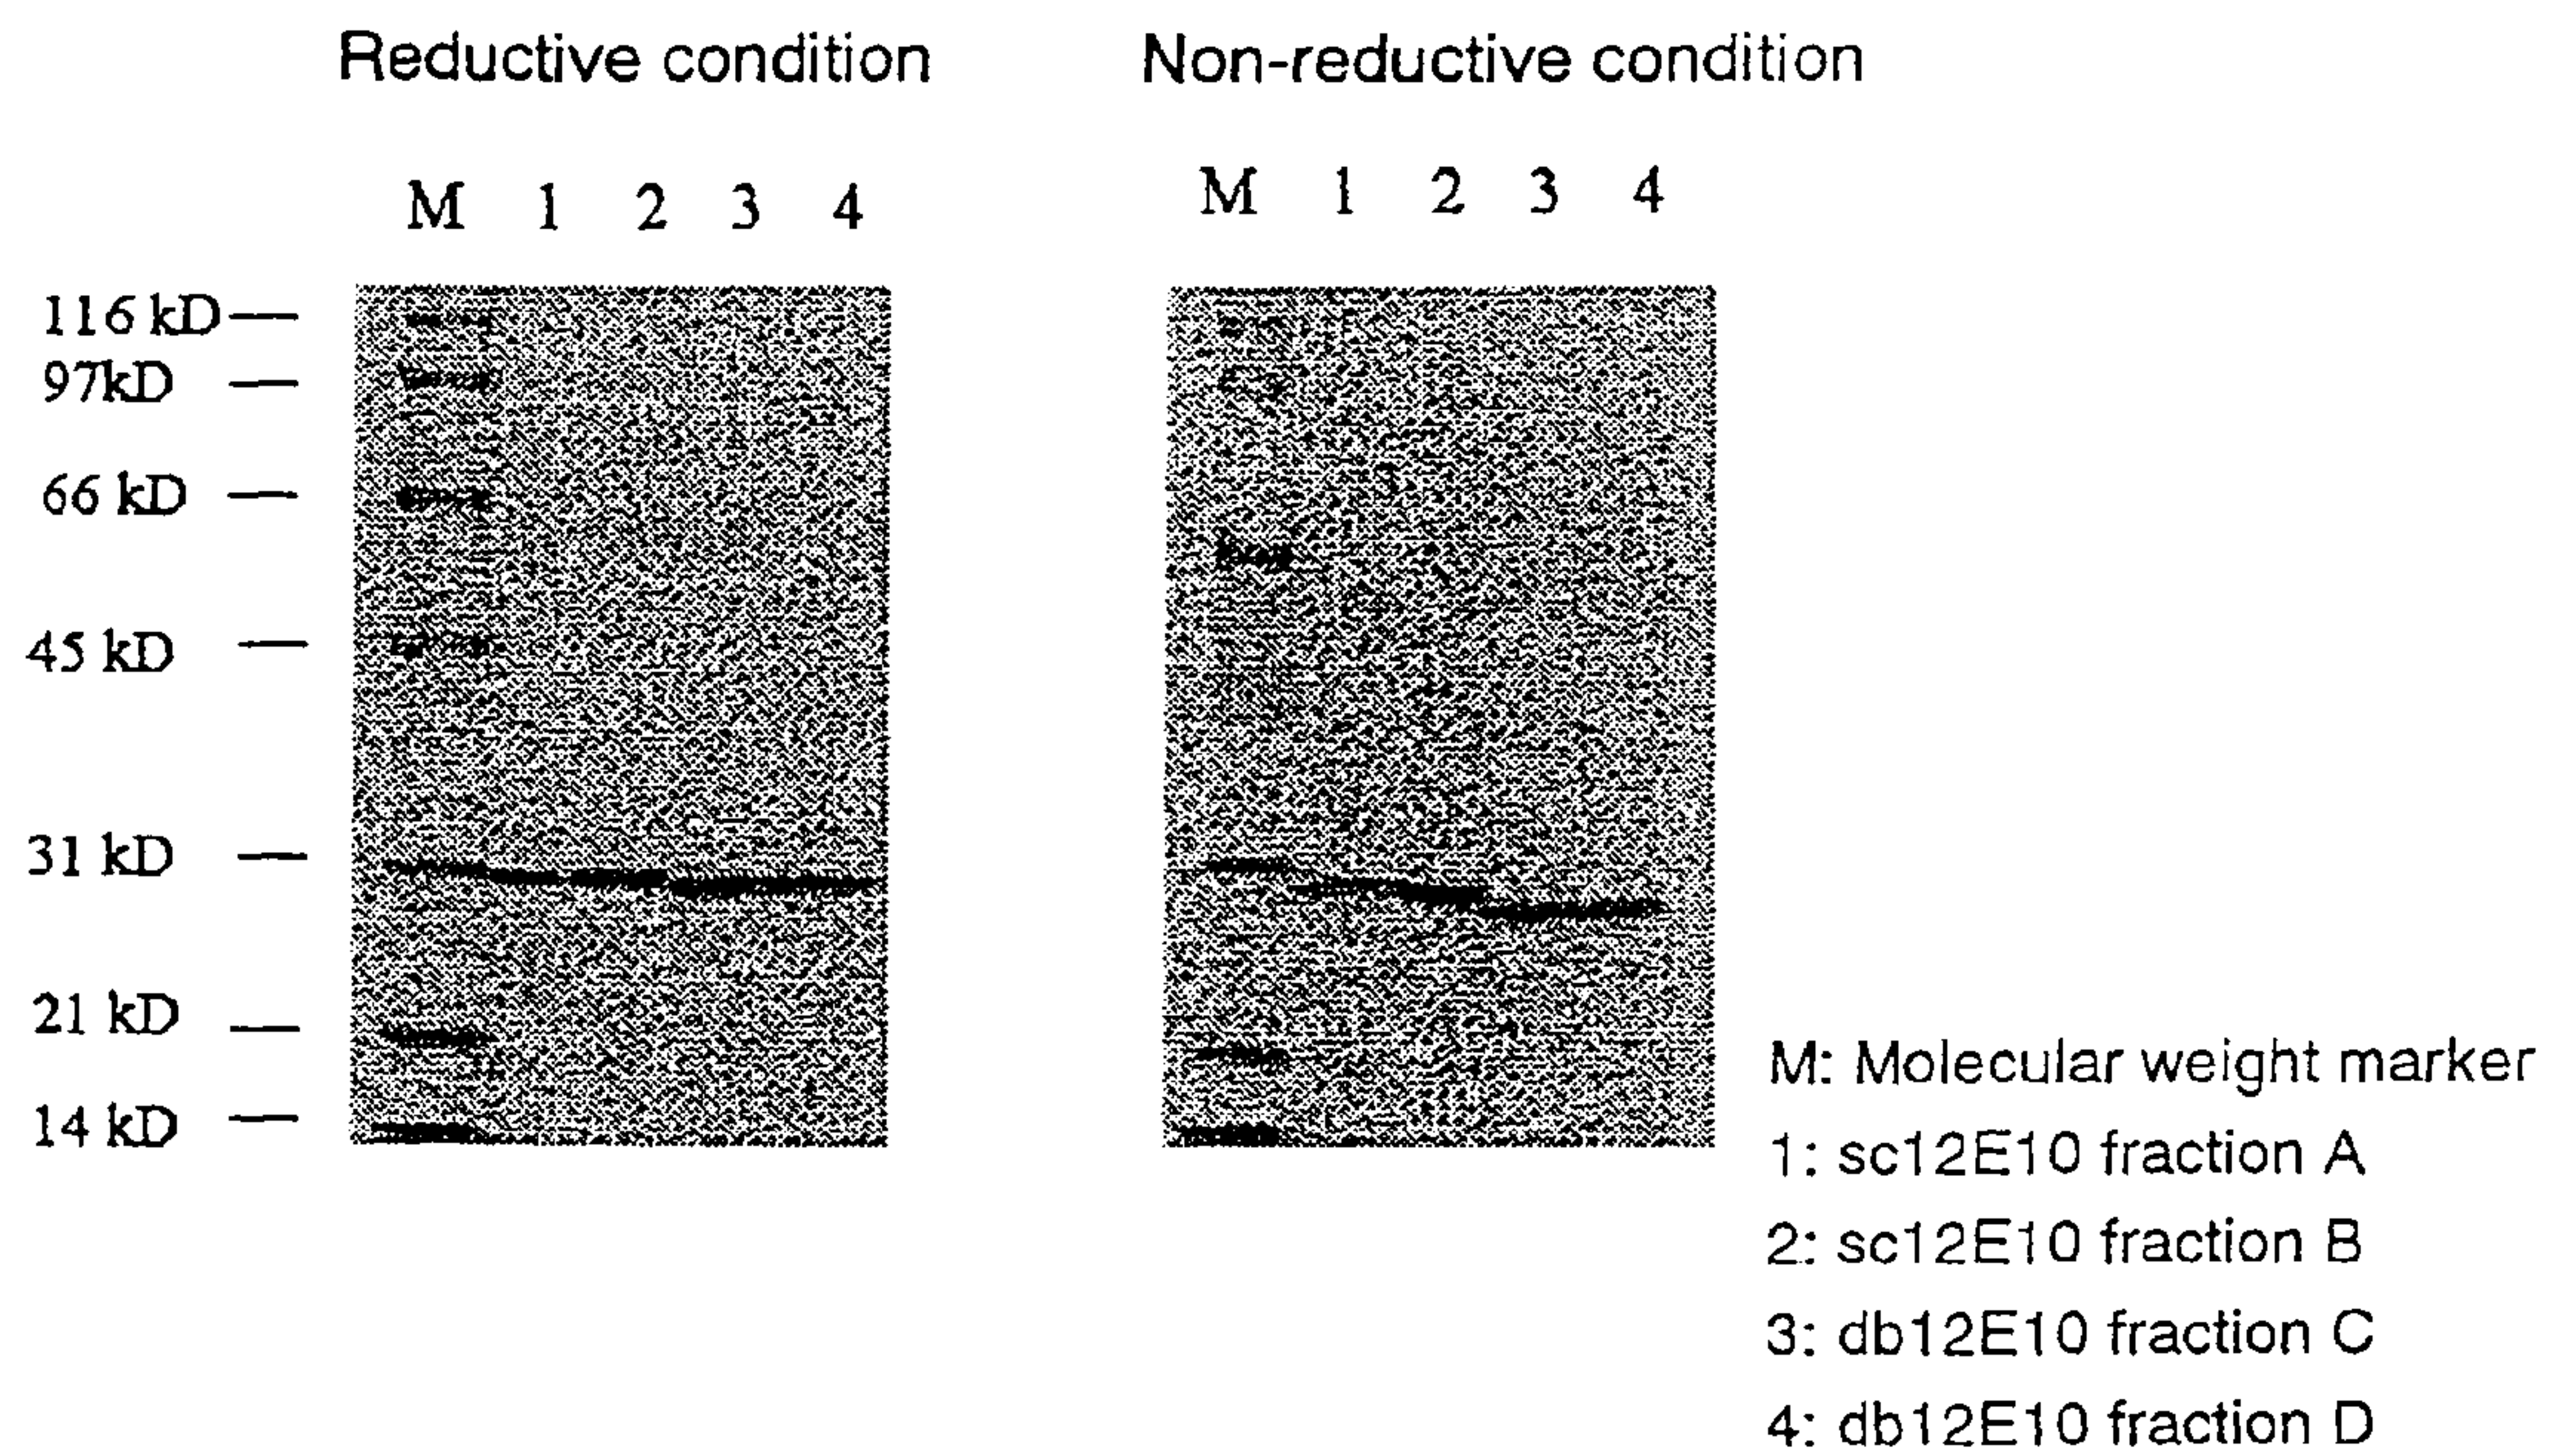 Reductive condition
Non-reductive condition
M 1 2 3 4
M 1 2 3 4
116 kD
97kD
66 kD
45 kD
31 kD
21 kD
14 kD
M: Molecular weight marker
1: sc12E10 fraction A
2: sc12E10 fraction B
3: db12E10 fraction C
4: db12E10 fraction D